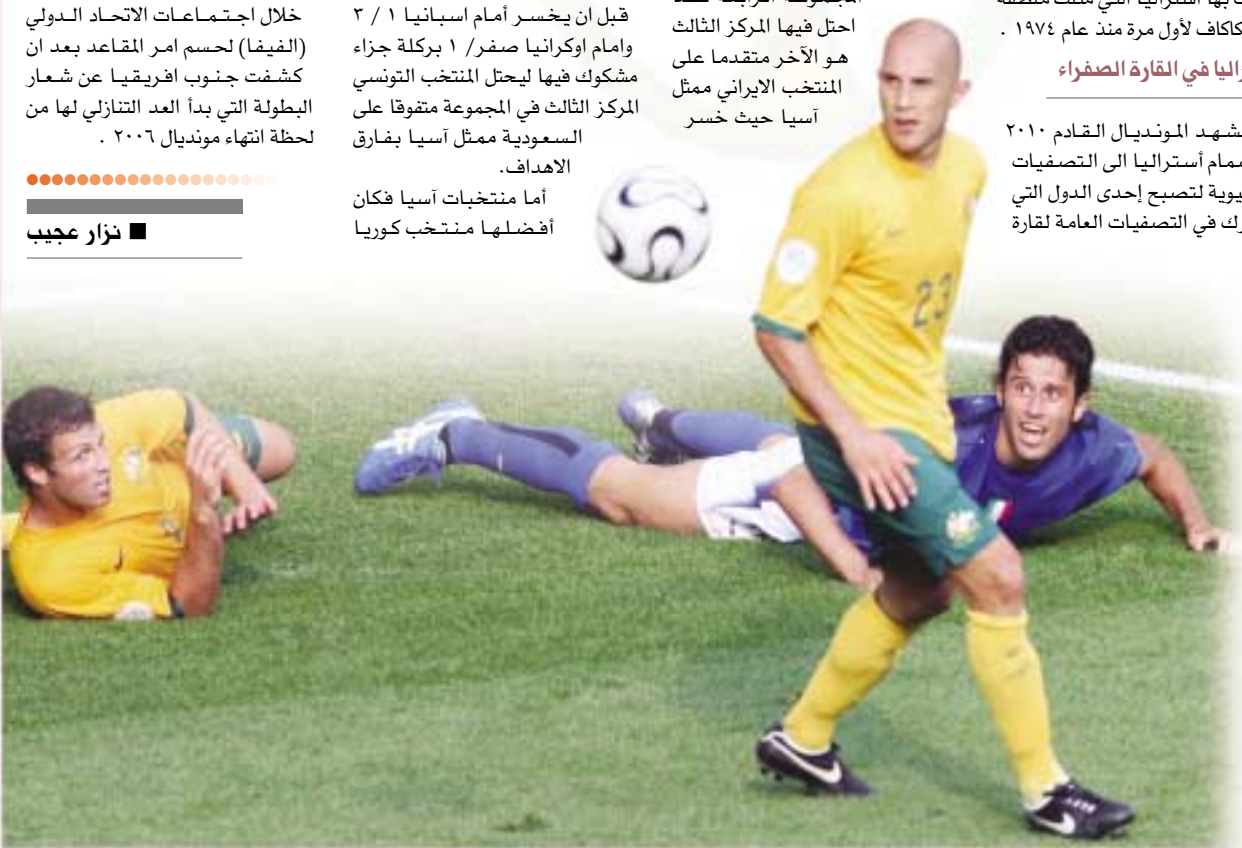 كاكاف لأول مرة منذ عام ١٩٧٤ .
في القارة الصفراء
المونديال القادم ٢٠١٠
أستراليا الى التصفيات
لتصبح إحدى الدول التي
في التصفيات العامة لقارة
احتل فيها المركز الثالث
هو الآخر متقدما على
المنتخب الايراني ممثل
آسيا حيث خسر
قبل ان يخسر أمام اسبانيا ١ / ٣
وامام اوكرانيا صفر/ ١ بركلة جزاء
مشكوك فيها ليحتل المنتخب التونسي
المركز الثالث في المجموعة متفوقا على
السعودية ممثل آسيا بفارق
الاهداف.
أما منتخبات آسيا فكان
أفضلها منتخب كوريا
خلال اجتماعات الاتحاد الدولي
(الفيفا) لحسم امر المقاعد بعد ان
كشفت جنوب افريقيا عن شعار
البطولة التي بدأ العد التنازلي لها من
لحظة انتهاء مونديال ٢٠٠٦ .
■ نزار عجيب
23